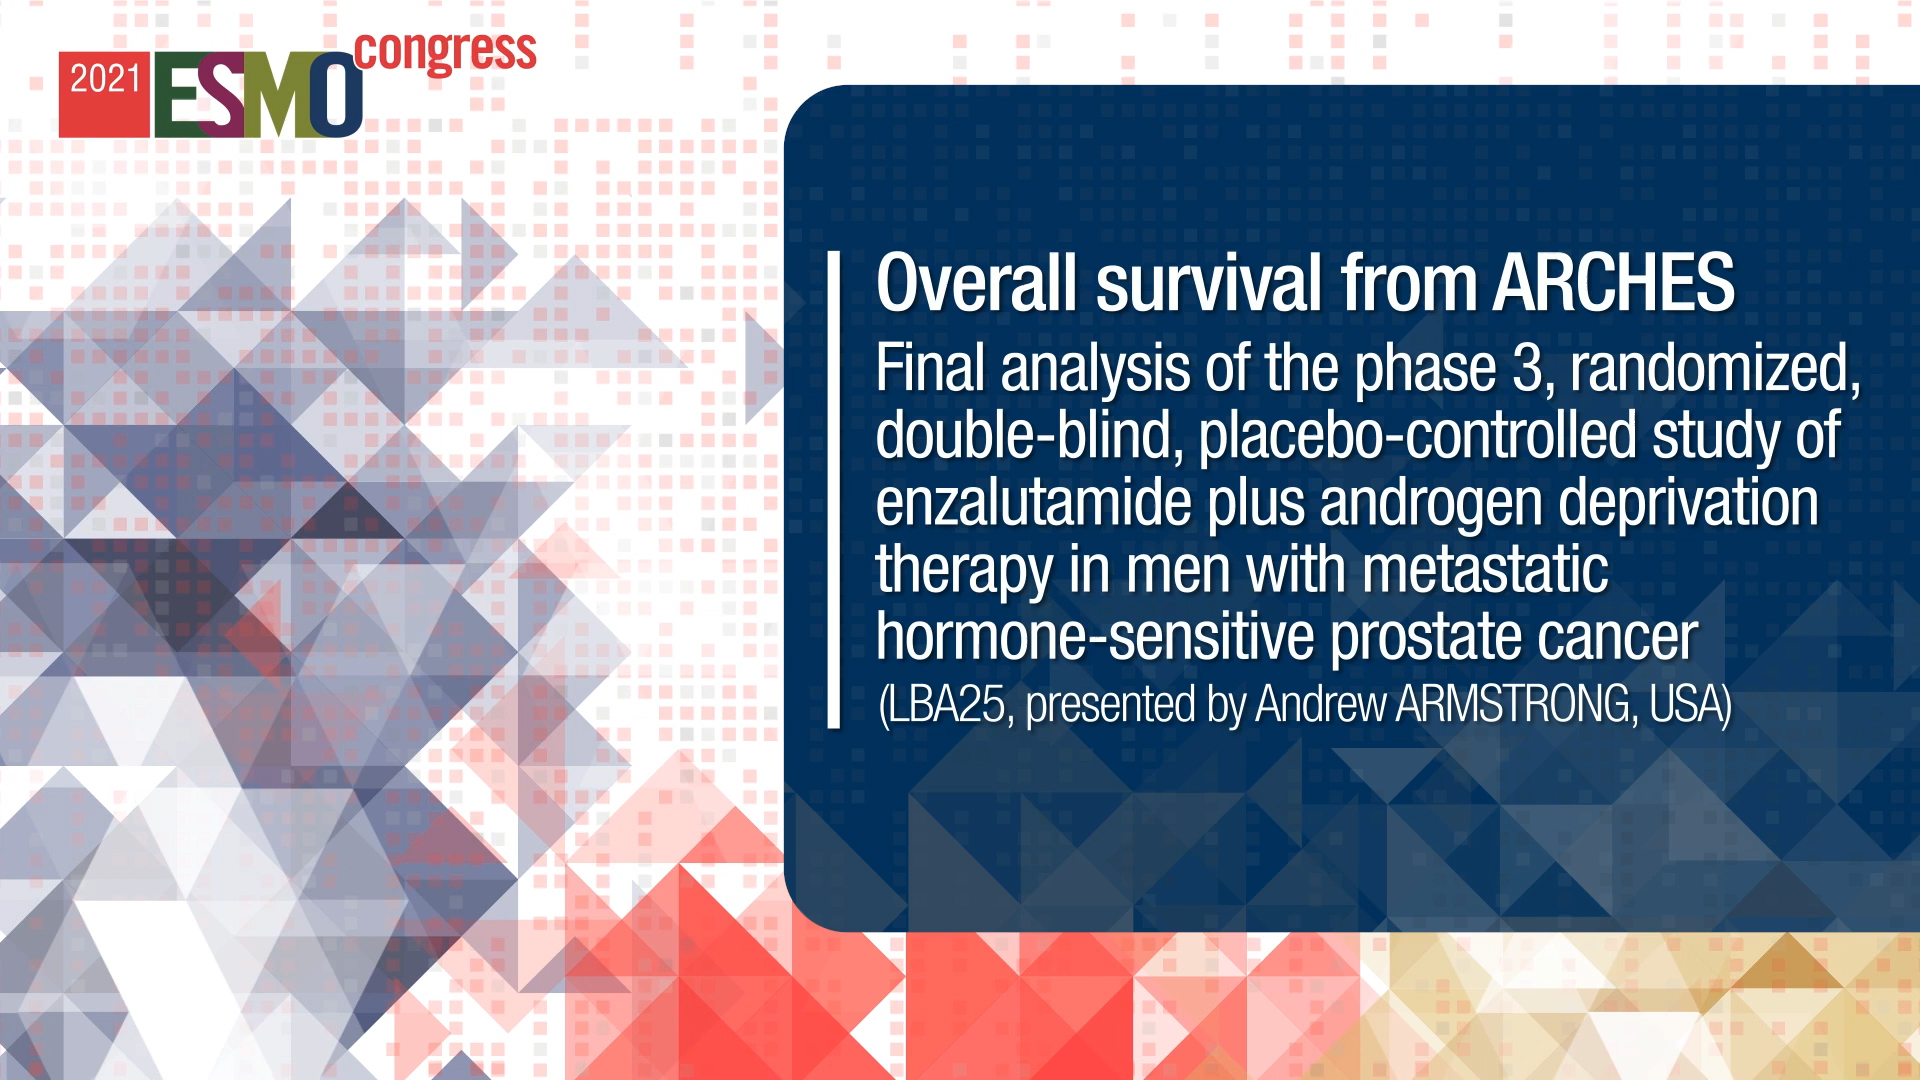 2021 ESMO congress
Overall survival from ARCHES
Final analysis of the phase 3, randomized,
double-blind, placebo-controlled study of
enzalutamide plus androgen deprivation
therapy in men with metastatic
hormone-sensitive prostate cancer
(LBA25, presented by Andrew ARMSTRONG, USA)